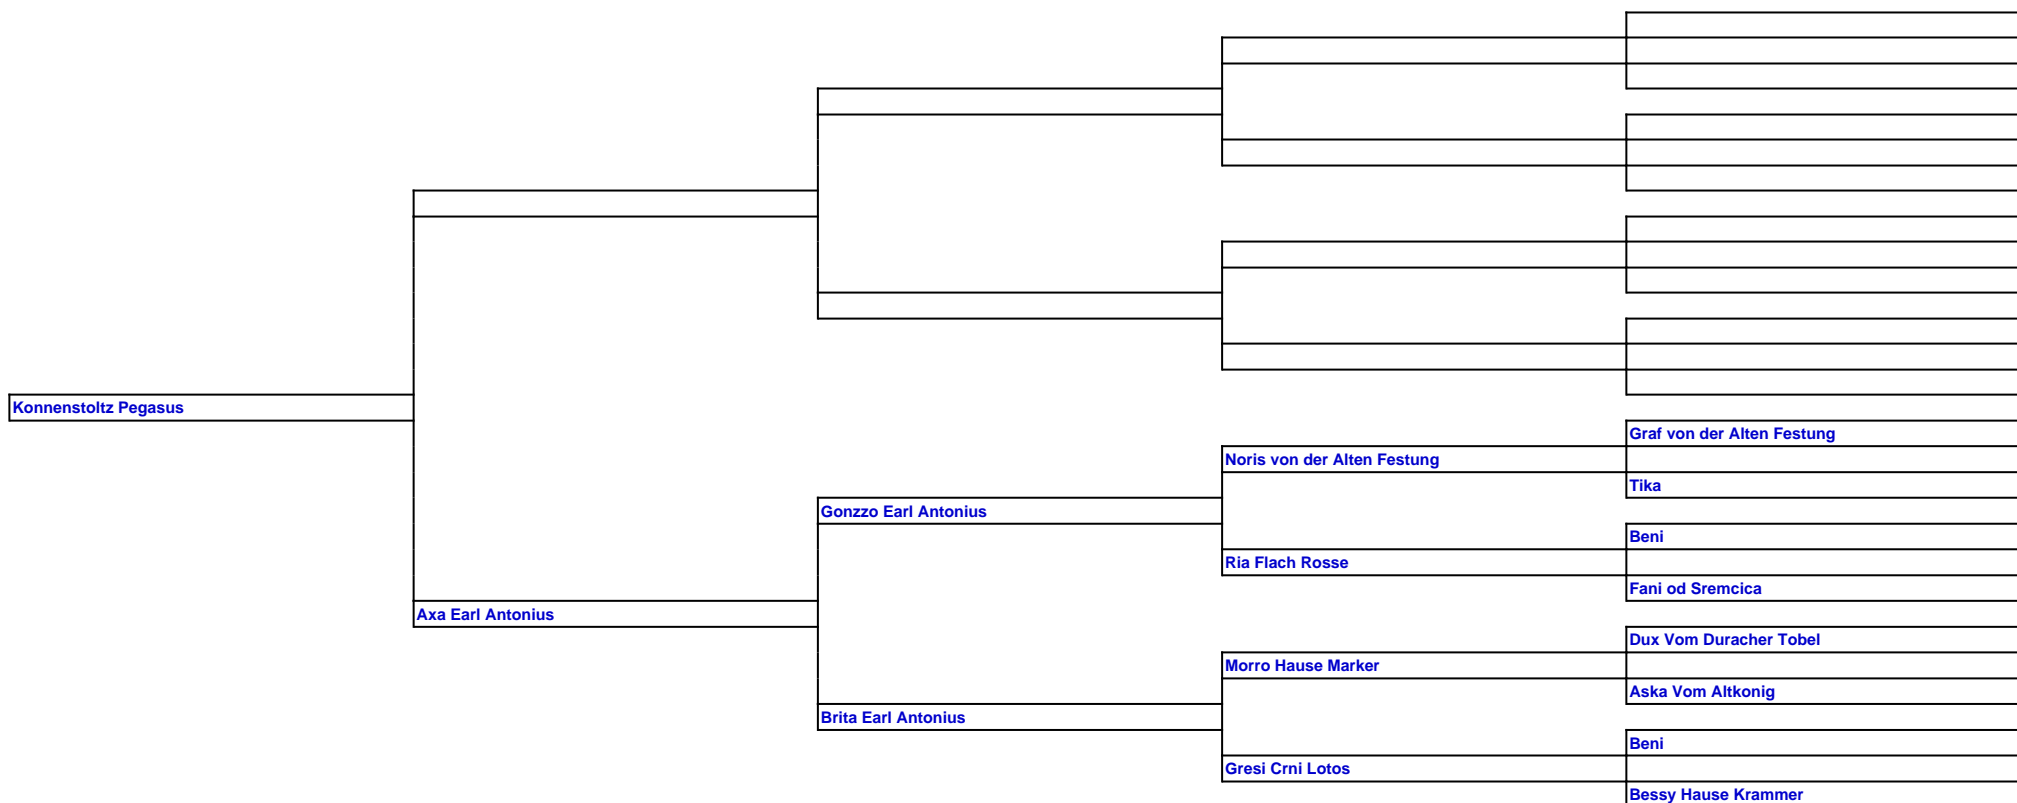 Konnenstoltz Pegasus
Graf von der Alten Festung
Noris von der Alten Festung
Tika
Gonzzo Earl Antonius
Beni
Ria Flach Rosse
Fani od Sremcica
Axa Earl Antonius
Dux Vom Duracher Tobel
Morro Hause Marker
Aska Vom Altkonig
Brita Earl Antonius
Beni
Gresi Crni Lotos
Bessy Hause Krammer